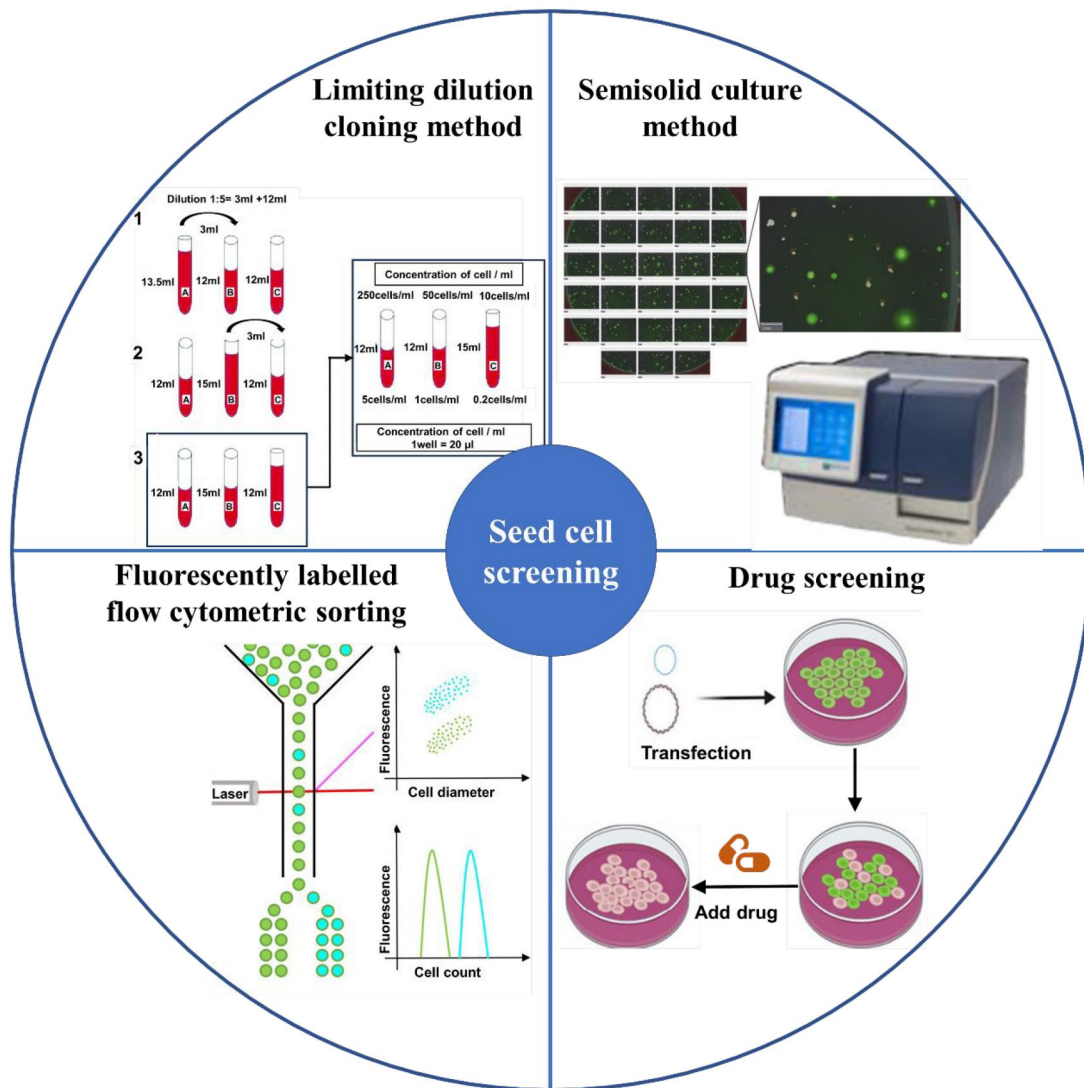 Limiting dilution
cloning method
Dilution 1:5= 3ml +12ml
1
3ml
13.5ml
12ml
12ml
A
B
C
3ml
2
12ml
15ml
12ml
A
B
C
3
12ml
15ml
12ml
A
B
C
Concentration of cell / ml
250cells/ml 50cells/ml 10cells/ml
12ml
12ml
15ml
A
B
C
5cells/ml 1cells/ml 0.2cells/ml
Concentration of cell / ml
1well = 20 µl
Semisolid culture
method
Seed cell
screening
Fluorescently labelled
flow cytometric sorting
Laser
Fluorescence
Cell diameter
Fluorescence
Cell count
Drug screening
Transfection
Add drug